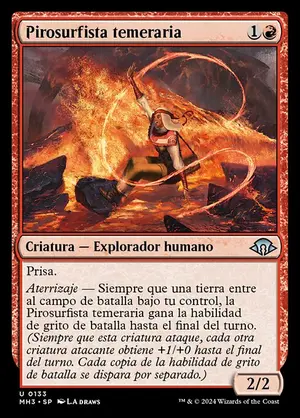 Pirosurfista temeraria 1
Criatura — Explorador humano
Prisa.
Aterrizaje — Siempre que una tierra entre
al campo de batalla bajo tu control, la
Pirosurfista temeraria gana la habilidad
de grito de batalla hasta el final del turno.
(Siempre que esta criatura ataque, cada otra
criatura atacante obtiene +1/+0 hasta el final
del turno. Cada copia de la habilidad de grito
de batalla se dispara por separado.)
2/2
U 0133
MH3 • SP LA DRAWS
™ & © 2024 Wizards of the Coast